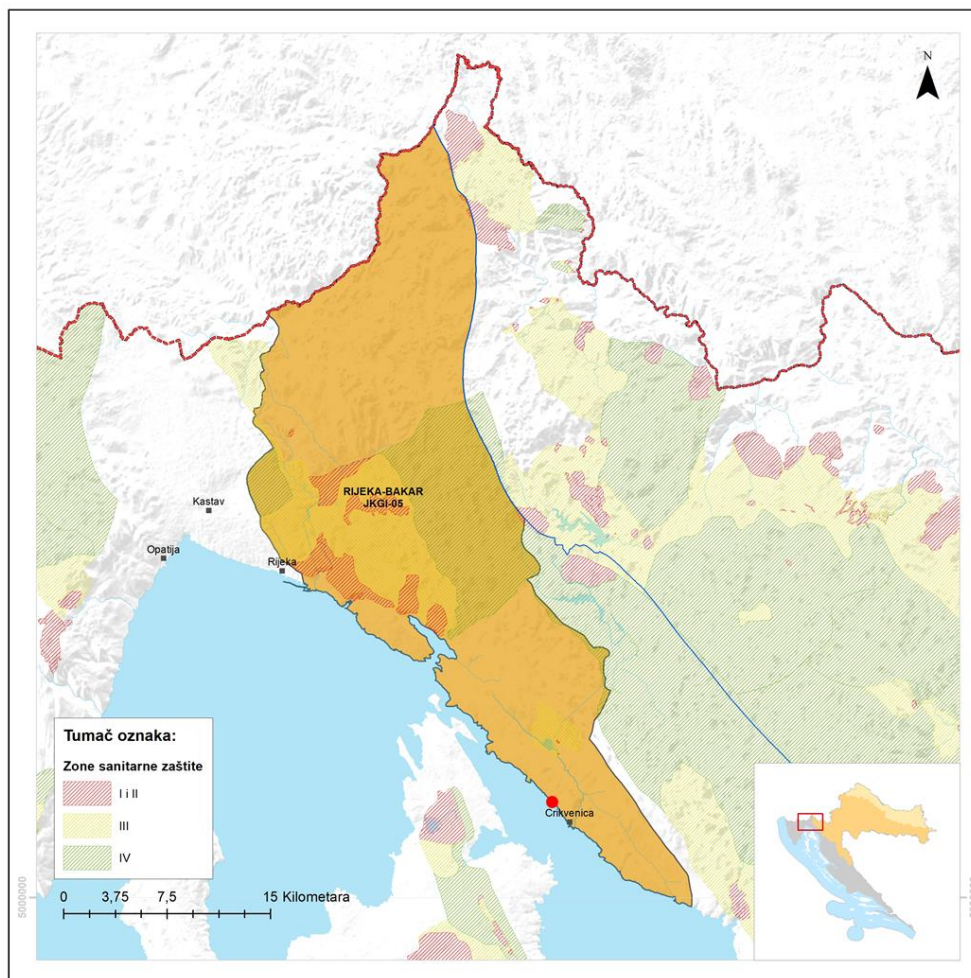 N
RIJEKA-BAKAR
JKGI-05
Kastav
Opatija
Rijeka
Crikvenica
Tumač oznaka:
Zone sanitarne zaštite
I i II
III
IV
0 3,75 7,5 15 Kilometara
5000000